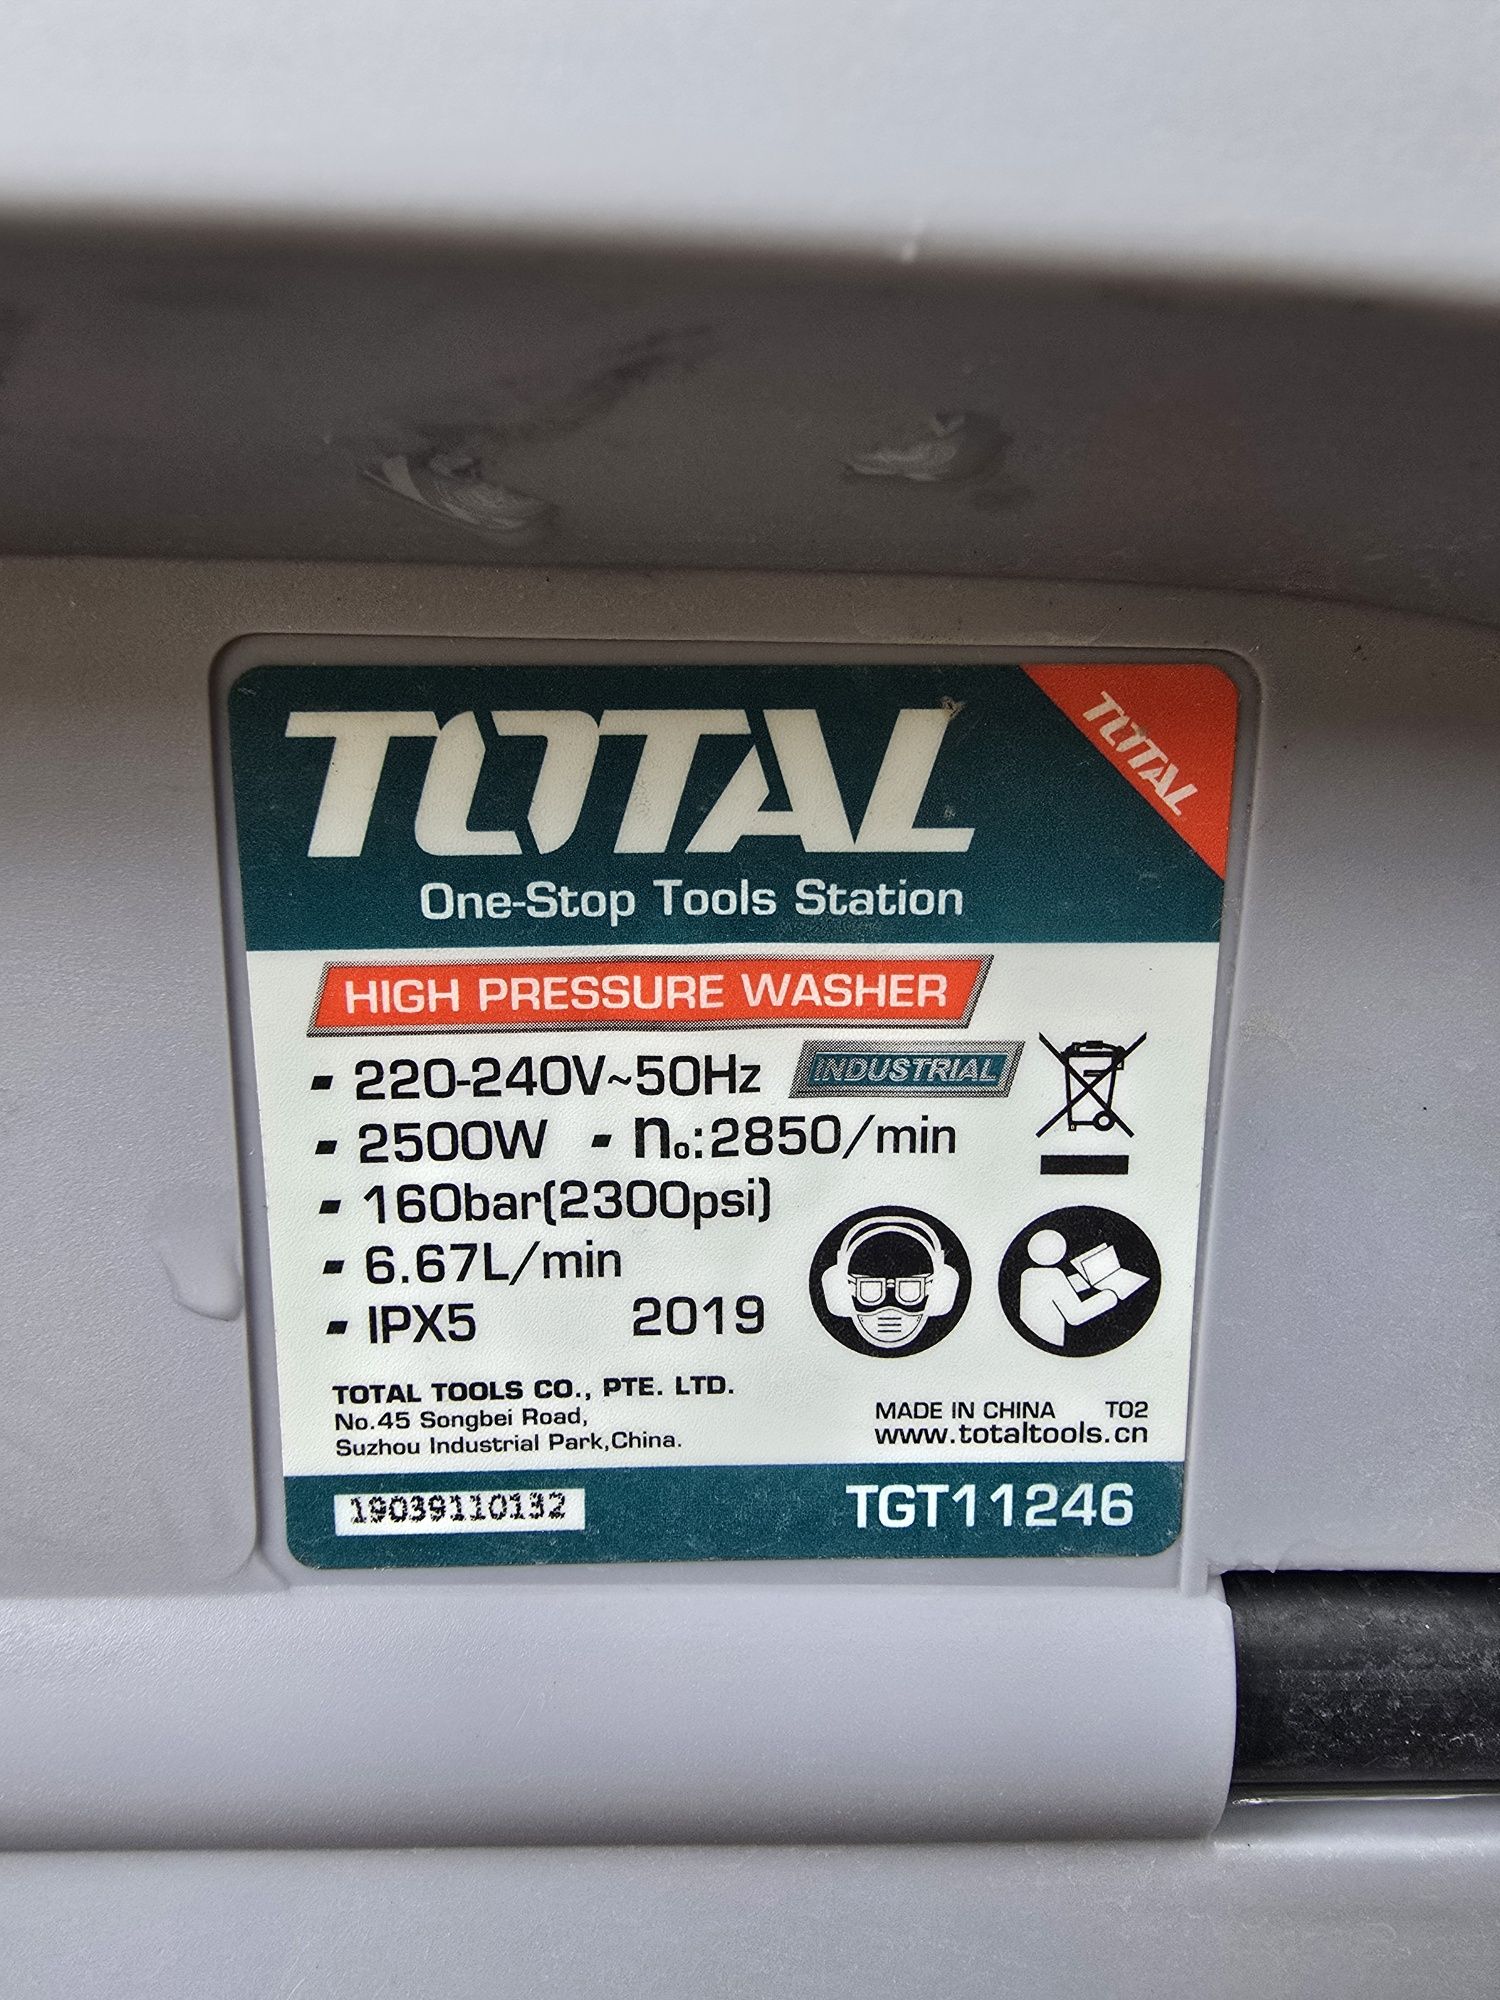 TOTAL
TOTAL
One-Stop Tools Station
HIGH PRESSURE WASHER
- 220-240V~50Hz INDUSTRIAL
- 2500W - no:2850/min
- 160bar(2300psi)
- 6.67L/min
- IPX5 2019
TOTAL TOOLS CO., PTE. LTD.
No.45 Songbei Road,
Suzhou Industrial Park,China.
MADE IN CHINA T02
www.totaltools.cn
19039110132
TGT11246